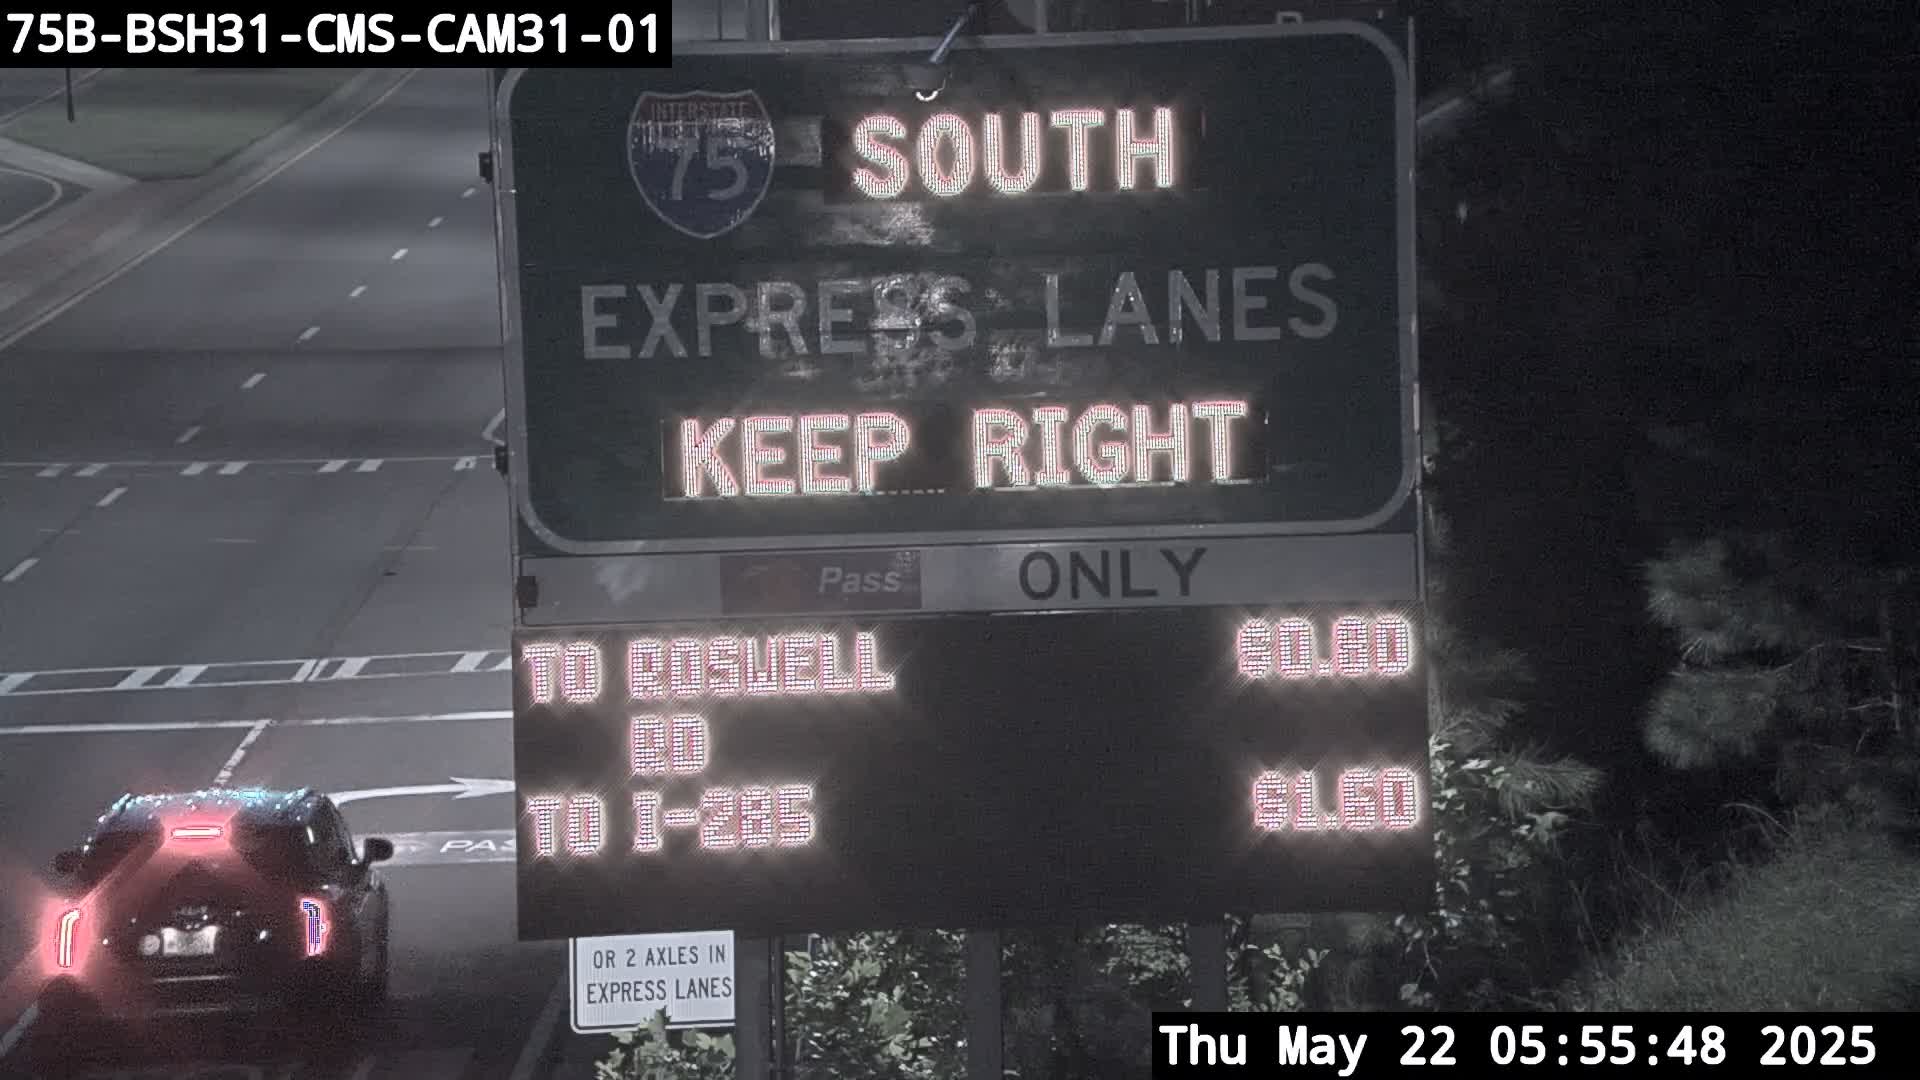 75B-BSH31-CMS-CAM31-01
INTERSTATE
75
SOUTH
EXPRESS LANES
KEEP RIGHT
Pass ONLY
TO ROSWELL $0.80
RD
TO I-285 $1.60
PAS
OR 2 AXLES IN
EXPRESS LANES
Thu May 22 05:55:48 2025